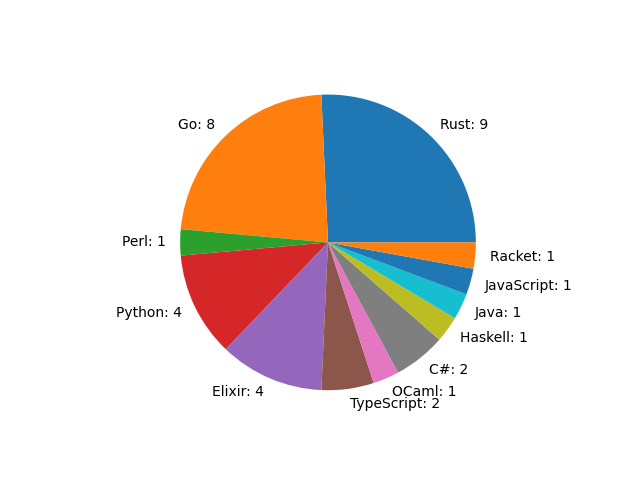 Go: 8
Rust: 9
Perl: 1
Racket: 1
JavaScript: 1
Python: 4
Java: 1
Haskell: 1
C#: 2
Elixir: 4
OCaml: 1
TypeScript: 2